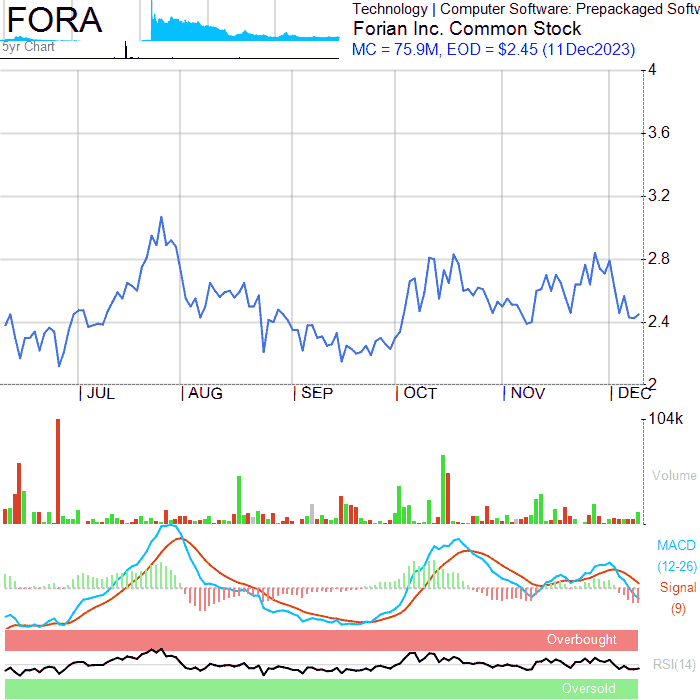 FORA
5yr Chart
Technology | Computer Software: Prepackaged Softw
Forian Inc. Common Stock
MC = 75.9M, EOD = $2.45 (11Dec2023)
4
3.6
3.2
2.8
2.4
2
JUL AUG SEP OCT NOV DEC
104k
Volume
MACD
(12-26)
Signal
(9)
Overbought
RSI(14)
Oversold